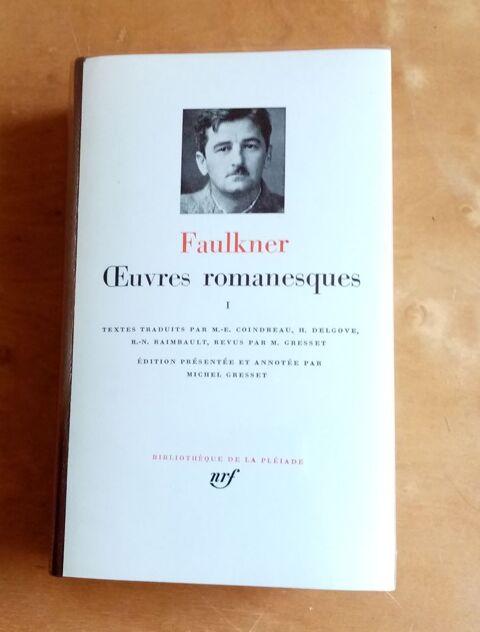 Faulkner
Œuvres romanesques
I
TEXTES TRADUITS PAR M.-E. COINDREAU, H. DELGOVE,
R.-N. RAIMBAULT, REVUS PAR M. GRESSET
ÉDITION PRÉSENTÉE ET ANNOTÉE PAR
MICHEL GRESSET
BIBLIOTHÈQUE DE LA PLÉIADE
nrf